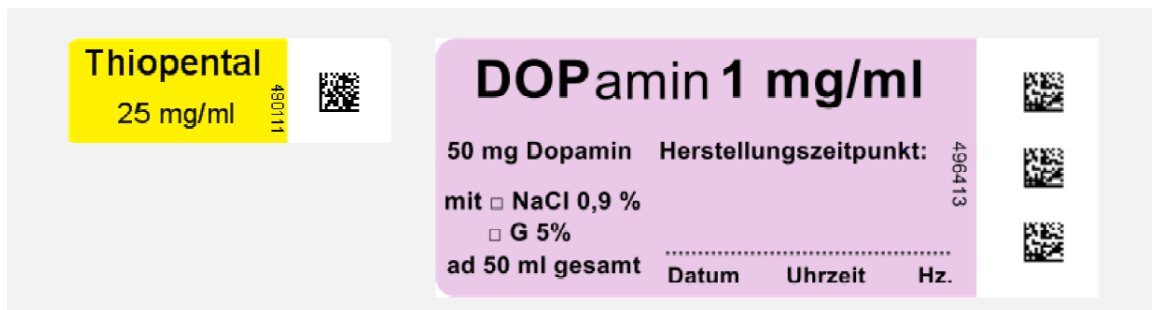 Thiopental
25 mg/ml
490111
DOPamin 1 mg/ml
50 mg Dopamin Herstellungszeitpunkt:
mit □ NaCl 0,9 %
□ G 5%
ad 50 ml gesamt
Datum Uhrzeit Hz.
496413